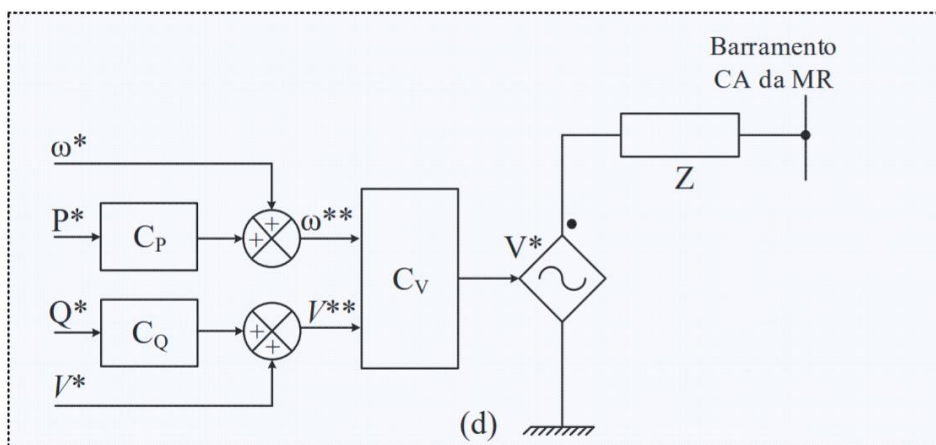 Barramento
CA da MR
Z
ω*
P*
C_P
+
+
ω**
C_V
V*
Q*
C_Q
+
+
V**
V*
(d)